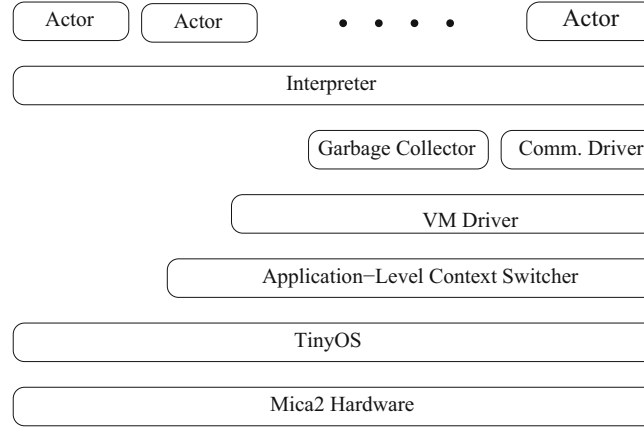 Actor Actor Actor
Interpreter
Garbage Collector Comm. Driver
VM Driver
Application−Level Context Switcher
TinyOS
Mica2 Hardware